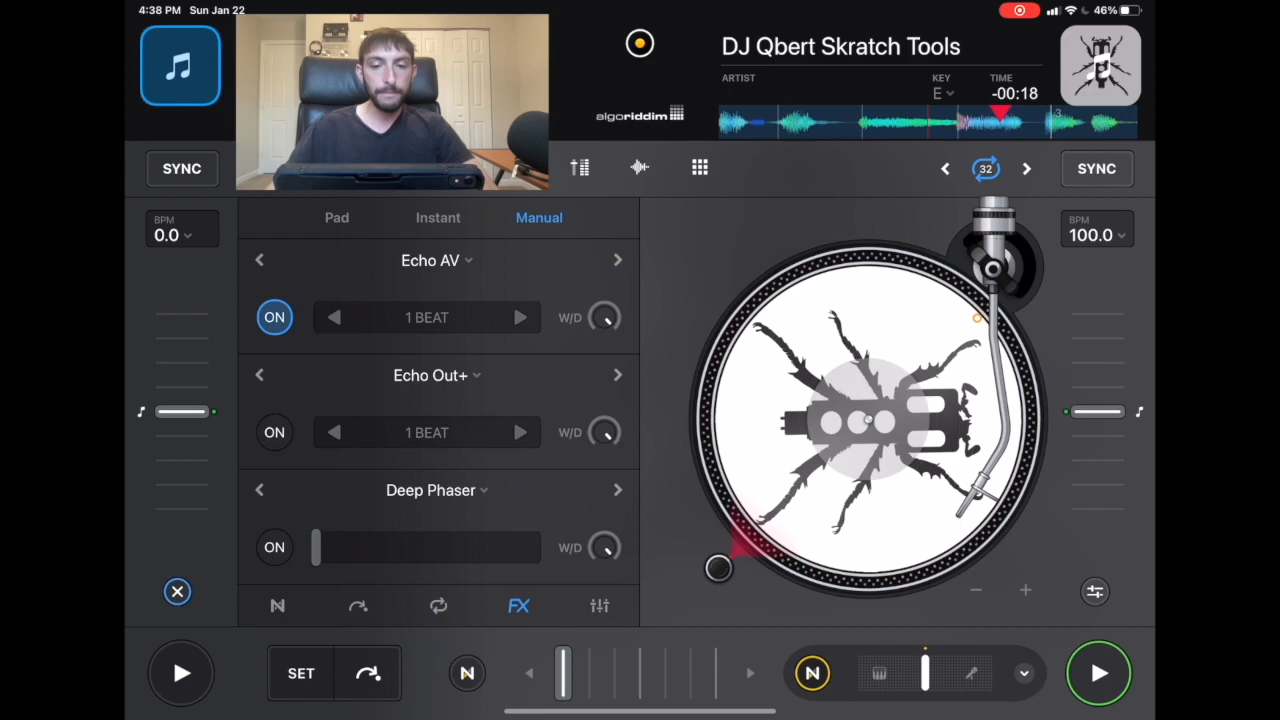 4:38 PM Sun Jan 22
46%
DJ Qbert Skratch Tools
ARTIST
KEY
TIME
E
-00:18
algoriddim
3
SYNC
32
SYNC
BPM
0.0
Pad
Instant
Manual
BPM
100.0
Echo AV
ON
1 BEAT
W/D
Echo Out+
ON
1 BEAT
W/D
Deep Phaser
ON
W/D
FX
SET